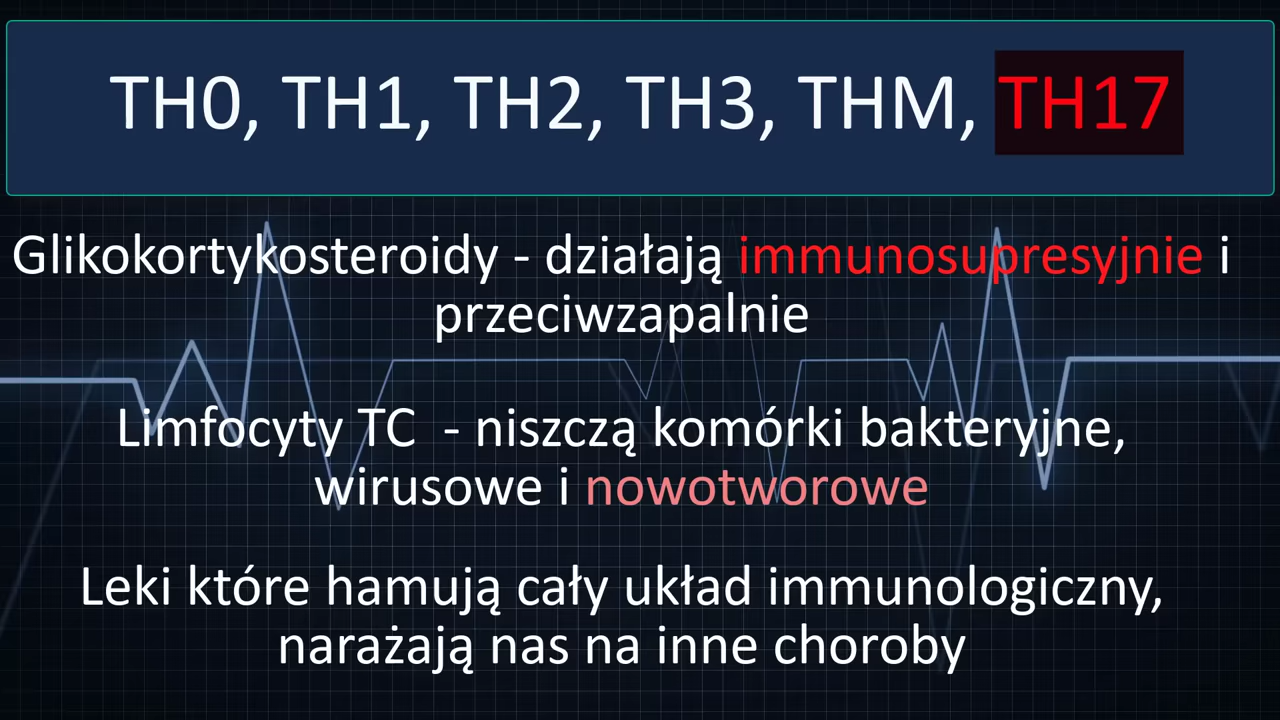 TH0, TH1, TH2, TH3, THM, TH17
Glikokortykosteroidy - działają immunosupresyjnie i
przeciwzapalnie
Limfocyty TC - niszczą komórki bakteryjne,
wirusowe i nowotworowe
Leki które hamują cały układ immunologiczny,
narażają nas na inne choroby